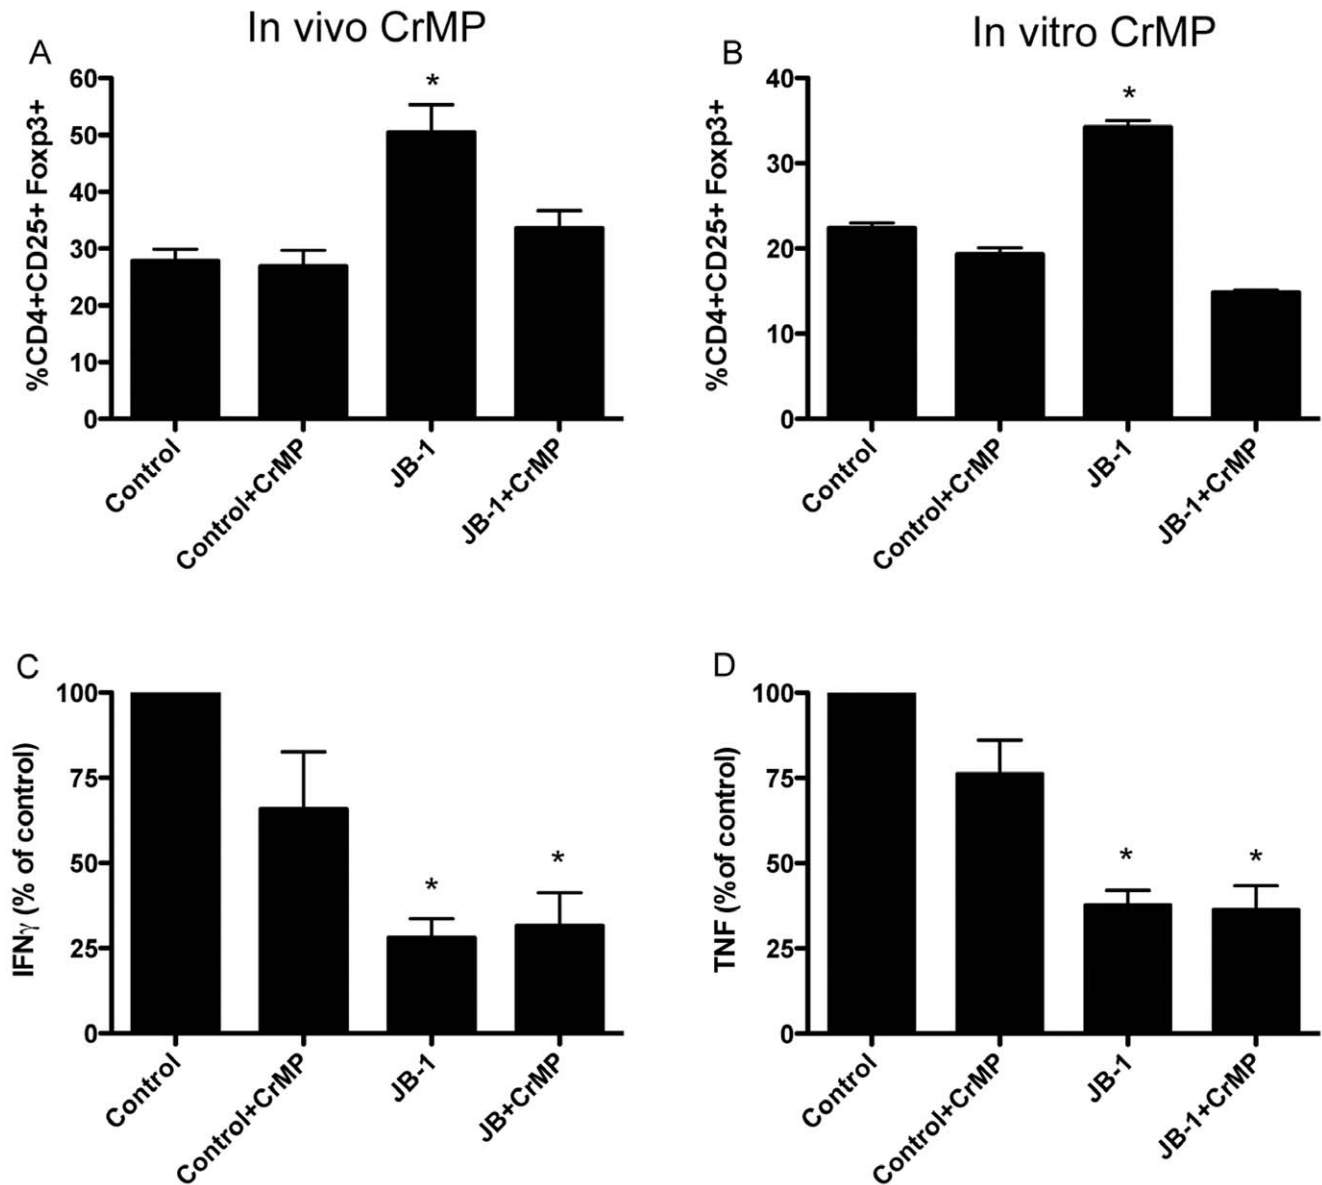 In vivo CrMP
In vitro CrMP
A
%CD4+CD25+ Foxp3+
60
50
40
30
20
10
0
*
Control
Control+CrMP
JB-1
JB-1+CrMP
B
%CD4+CD25+ Foxp3+
40
30
20
10
0
*
Control
Control+CrMP
JB-1
JB-1+CrMP
C
IFNγ (% of control)
100
75
50
25
0
*
*
Control
Control+CrMP
JB-1
JB+CrMP
D
TNF (%of control)
100
75
50
25
0
*
*
Control
Control+CrMP
JB-1
JB-1+CrMP